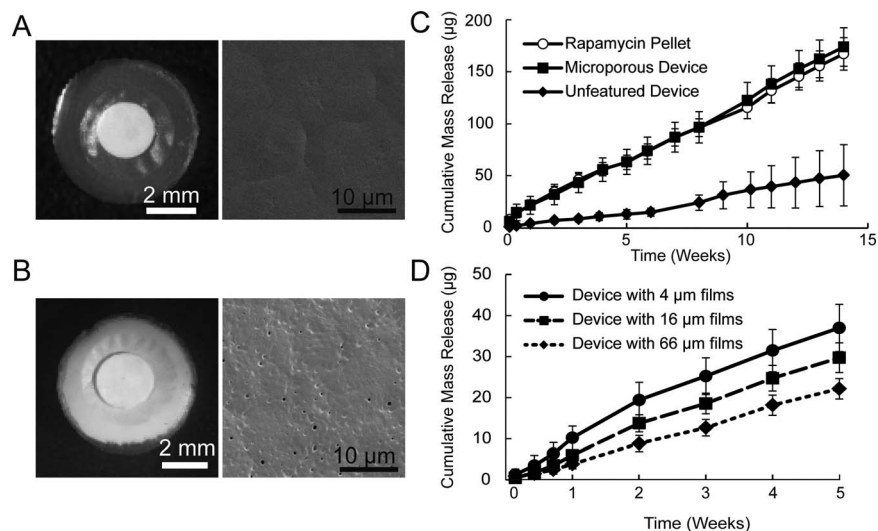 A
2 mm
10 µm
B
2 mm
10 µm
C
Cumulative Mass Release (µg)
200
150
100
50
0
Rapamycin Pellet
Microporous Device
Unfeatured Device
0
5
10
15
Time (Weeks)
D
Cumulative Mass Release (µg)
50
40
30
20
10
0
Device with 4 µm films
Device with 16 µm films
Device with 66 µm films
0
1
2
3
4
5
Time (Weeks)